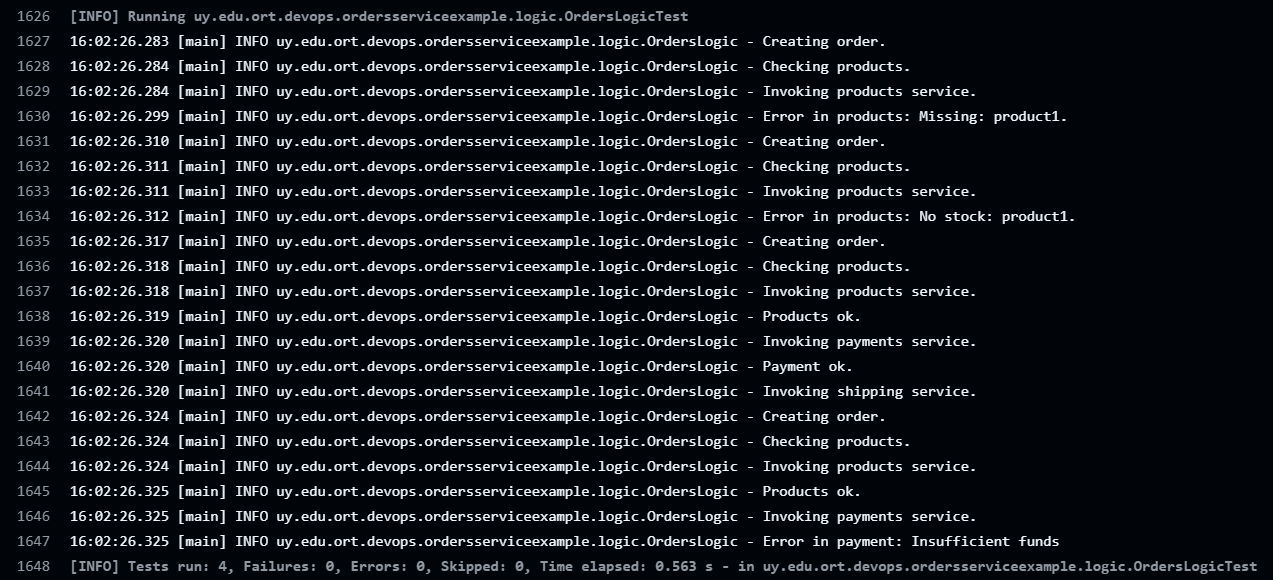 1626 [INFO] Running uy.edu.ort.devops.ordersserviceexample.logic.OrdersLogicTest
1627 16:02:26.283 [main] INFO uy.edu.ort.devops.ordersserviceexample.logic.OrdersLogic - Creating order.
1628 16:02:26.284 [main] INFO uy.edu.ort.devops.ordersserviceexample.logic.OrdersLogic - Checking products.
1629 16:02:26.284 [main] INFO uy.edu.ort.devops.ordersserviceexample.logic.OrdersLogic - Invoking products service.
1630 16:02:26.299 [main] INFO uy.edu.ort.devops.ordersserviceexample.logic.OrdersLogic - Error in products: Missing: product1.
1631 16:02:26.310 [main] INFO uy.edu.ort.devops.ordersserviceexample.logic.OrdersLogic - Creating order.
1632 16:02:26.311 [main] INFO uy.edu.ort.devops.ordersserviceexample.logic.OrdersLogic - Checking products.
1633 16:02:26.311 [main] INFO uy.edu.ort.devops.ordersserviceexample.logic.OrdersLogic - Invoking products service.
1634 16:02:26.312 [main] INFO uy.edu.ort.devops.ordersserviceexample.logic.OrdersLogic - Error in products: No stock: product1.
1635 16:02:26.317 [main] INFO uy.edu.ort.devops.ordersserviceexample.logic.OrdersLogic - Creating order.
1636 16:02:26.318 [main] INFO uy.edu.ort.devops.ordersserviceexample.logic.OrdersLogic - Checking products.
1637 16:02:26.318 [main] INFO uy.edu.ort.devops.ordersserviceexample.logic.OrdersLogic - Invoking products service.
1638 16:02:26.319 [main] INFO uy.edu.ort.devops.ordersserviceexample.logic.OrdersLogic - Products ok.
1639 16:02:26.320 [main] INFO uy.edu.ort.devops.ordersserviceexample.logic.OrdersLogic - Invoking payments service.
1640 16:02:26.320 [main] INFO uy.edu.ort.devops.ordersserviceexample.logic.OrdersLogic - Payment ok.
1641 16:02:26.320 [main] INFO uy.edu.ort.devops.ordersserviceexample.logic.OrdersLogic - Invoking shipping service.
1642 16:02:26.324 [main] INFO uy.edu.ort.devops.ordersserviceexample.logic.OrdersLogic - Creating order.
1643 16:02:26.324 [main] INFO uy.edu.ort.devops.ordersserviceexample.logic.OrdersLogic - Checking products.
1644 16:02:26.324 [main] INFO uy.edu.ort.devops.ordersserviceexample.logic.OrdersLogic - Invoking products service.
1645 16:02:26.325 [main] INFO uy.edu.ort.devops.ordersserviceexample.logic.OrdersLogic - Products ok.
1646 16:02:26.325 [main] INFO uy.edu.ort.devops.ordersserviceexample.logic.OrdersLogic - Invoking payments service.
1647 16:02:26.325 [main] INFO uy.edu.ort.devops.ordersserviceexample.logic.OrdersLogic - Error in payment: Insufficient funds
1648 [INFO] Tests run: 4, Failures: 0, Errors: 0, Skipped: 0, Time elapsed: 0.563 s - in uy.edu.ort.devops.ordersserviceexample.logic.OrdersLogicTest